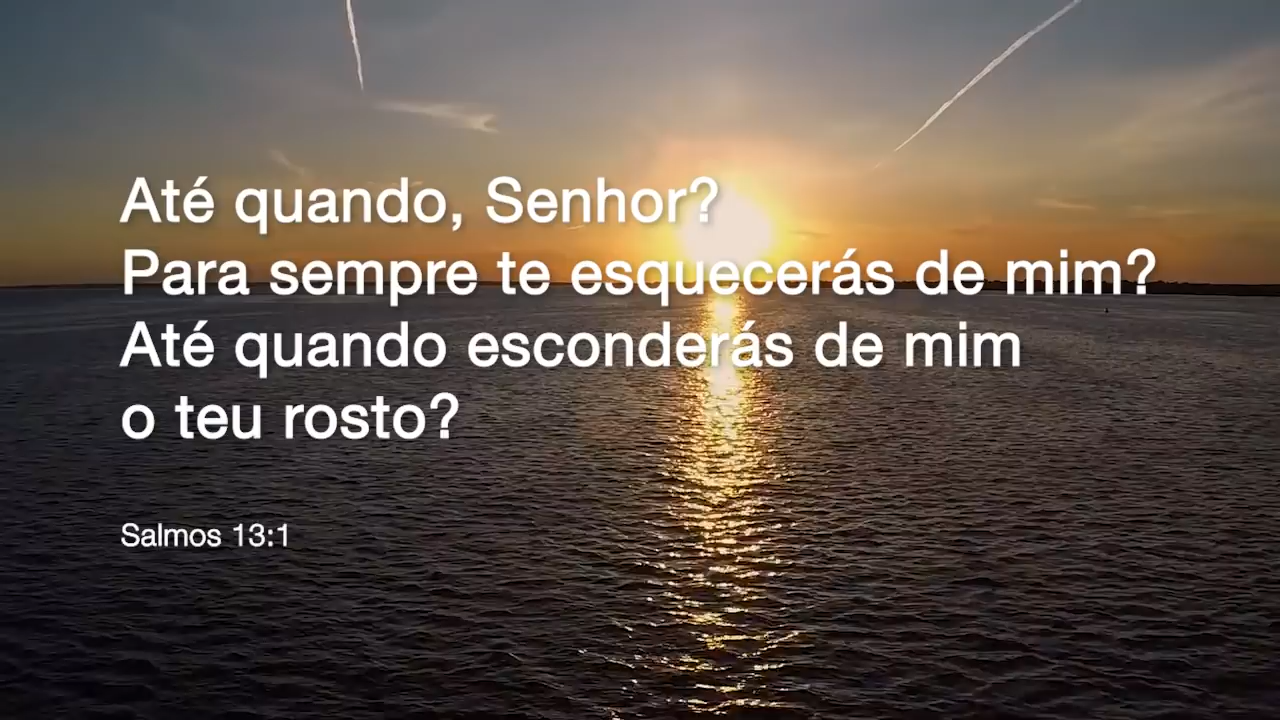 Até quando, Senhor?
Para sempre te esquecerás de mim?
Até quando esconderás de mim
o teu rosto?
Salmos 13:1